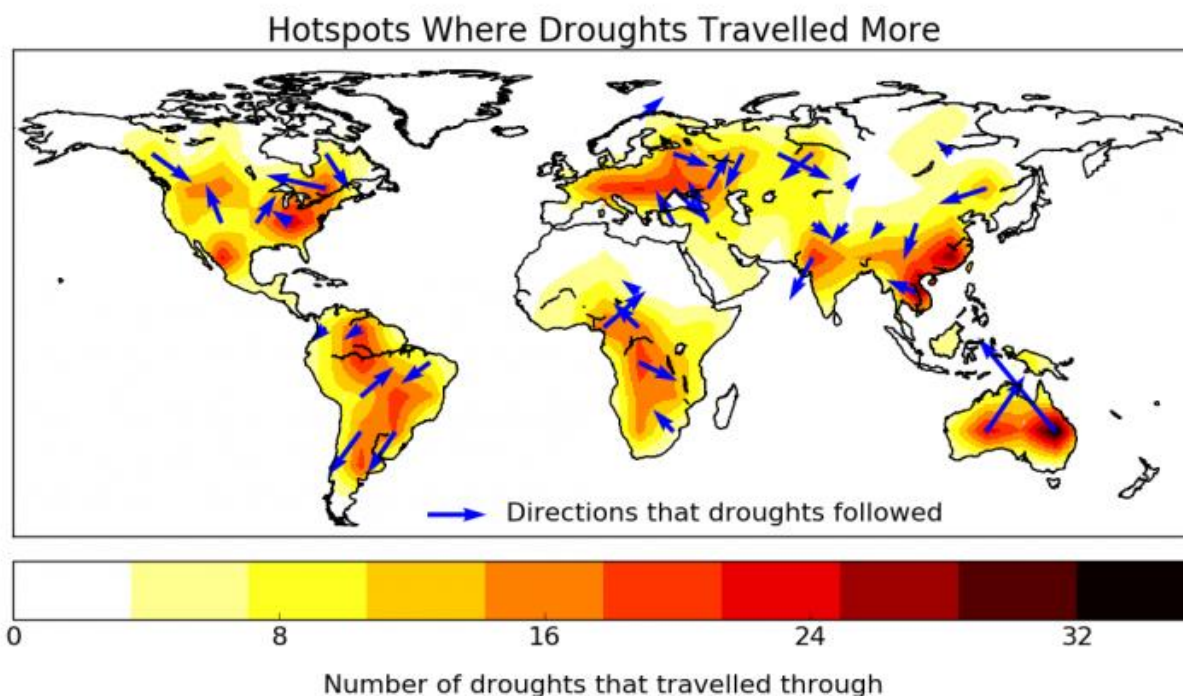 Hotspots Where Droughts Travelled More
Directions that droughts followed
0 8 16 24 32
Number of droughts that travelled through